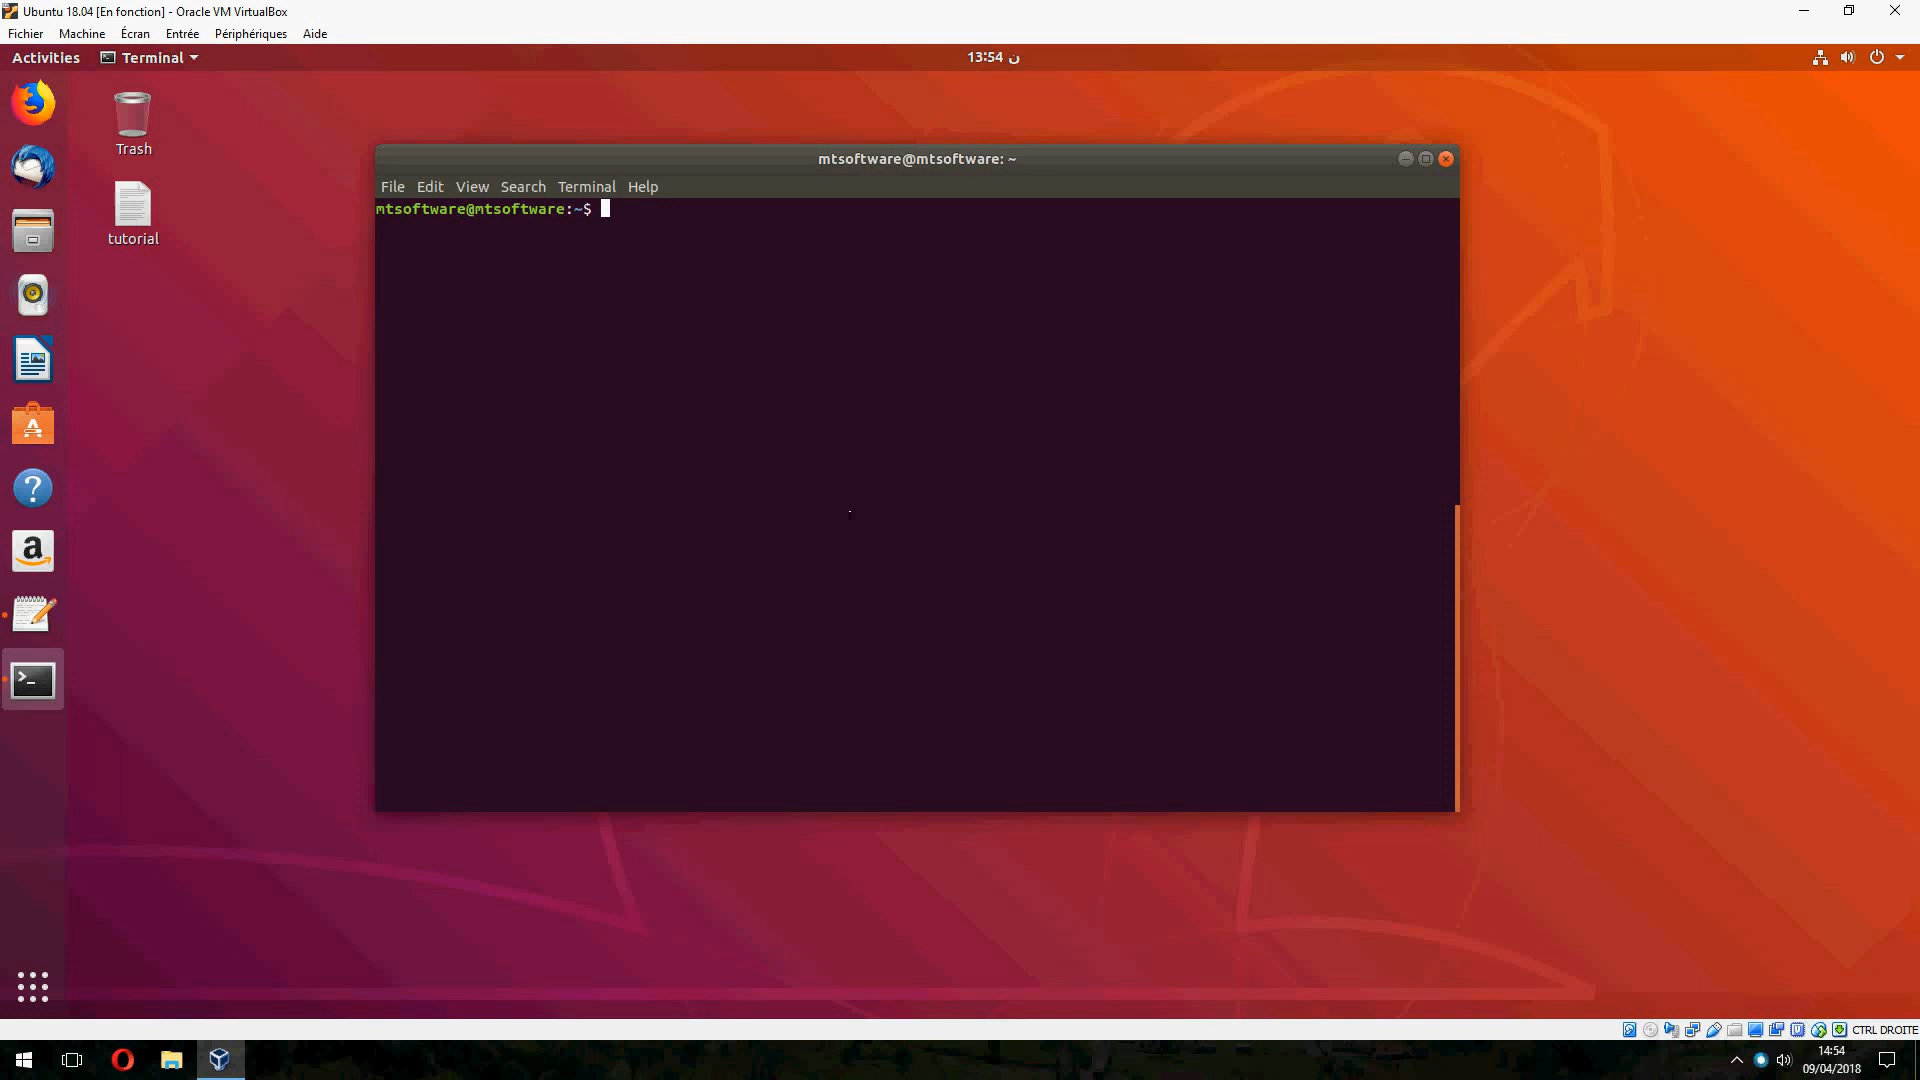 Ubuntu 18.04 [En fonction] - Oracle VM VirtualBox
Fichier Machine Écran Entrée Périphériques Aide
Activities Terminal 13:54 ن
Trash
tutorial
mtsoftware@mtsoftware: ~
File Edit View Search Terminal Help
mtsoftware@mtsoftware:~$
CTRL DROITE
14:54
09/04/2018